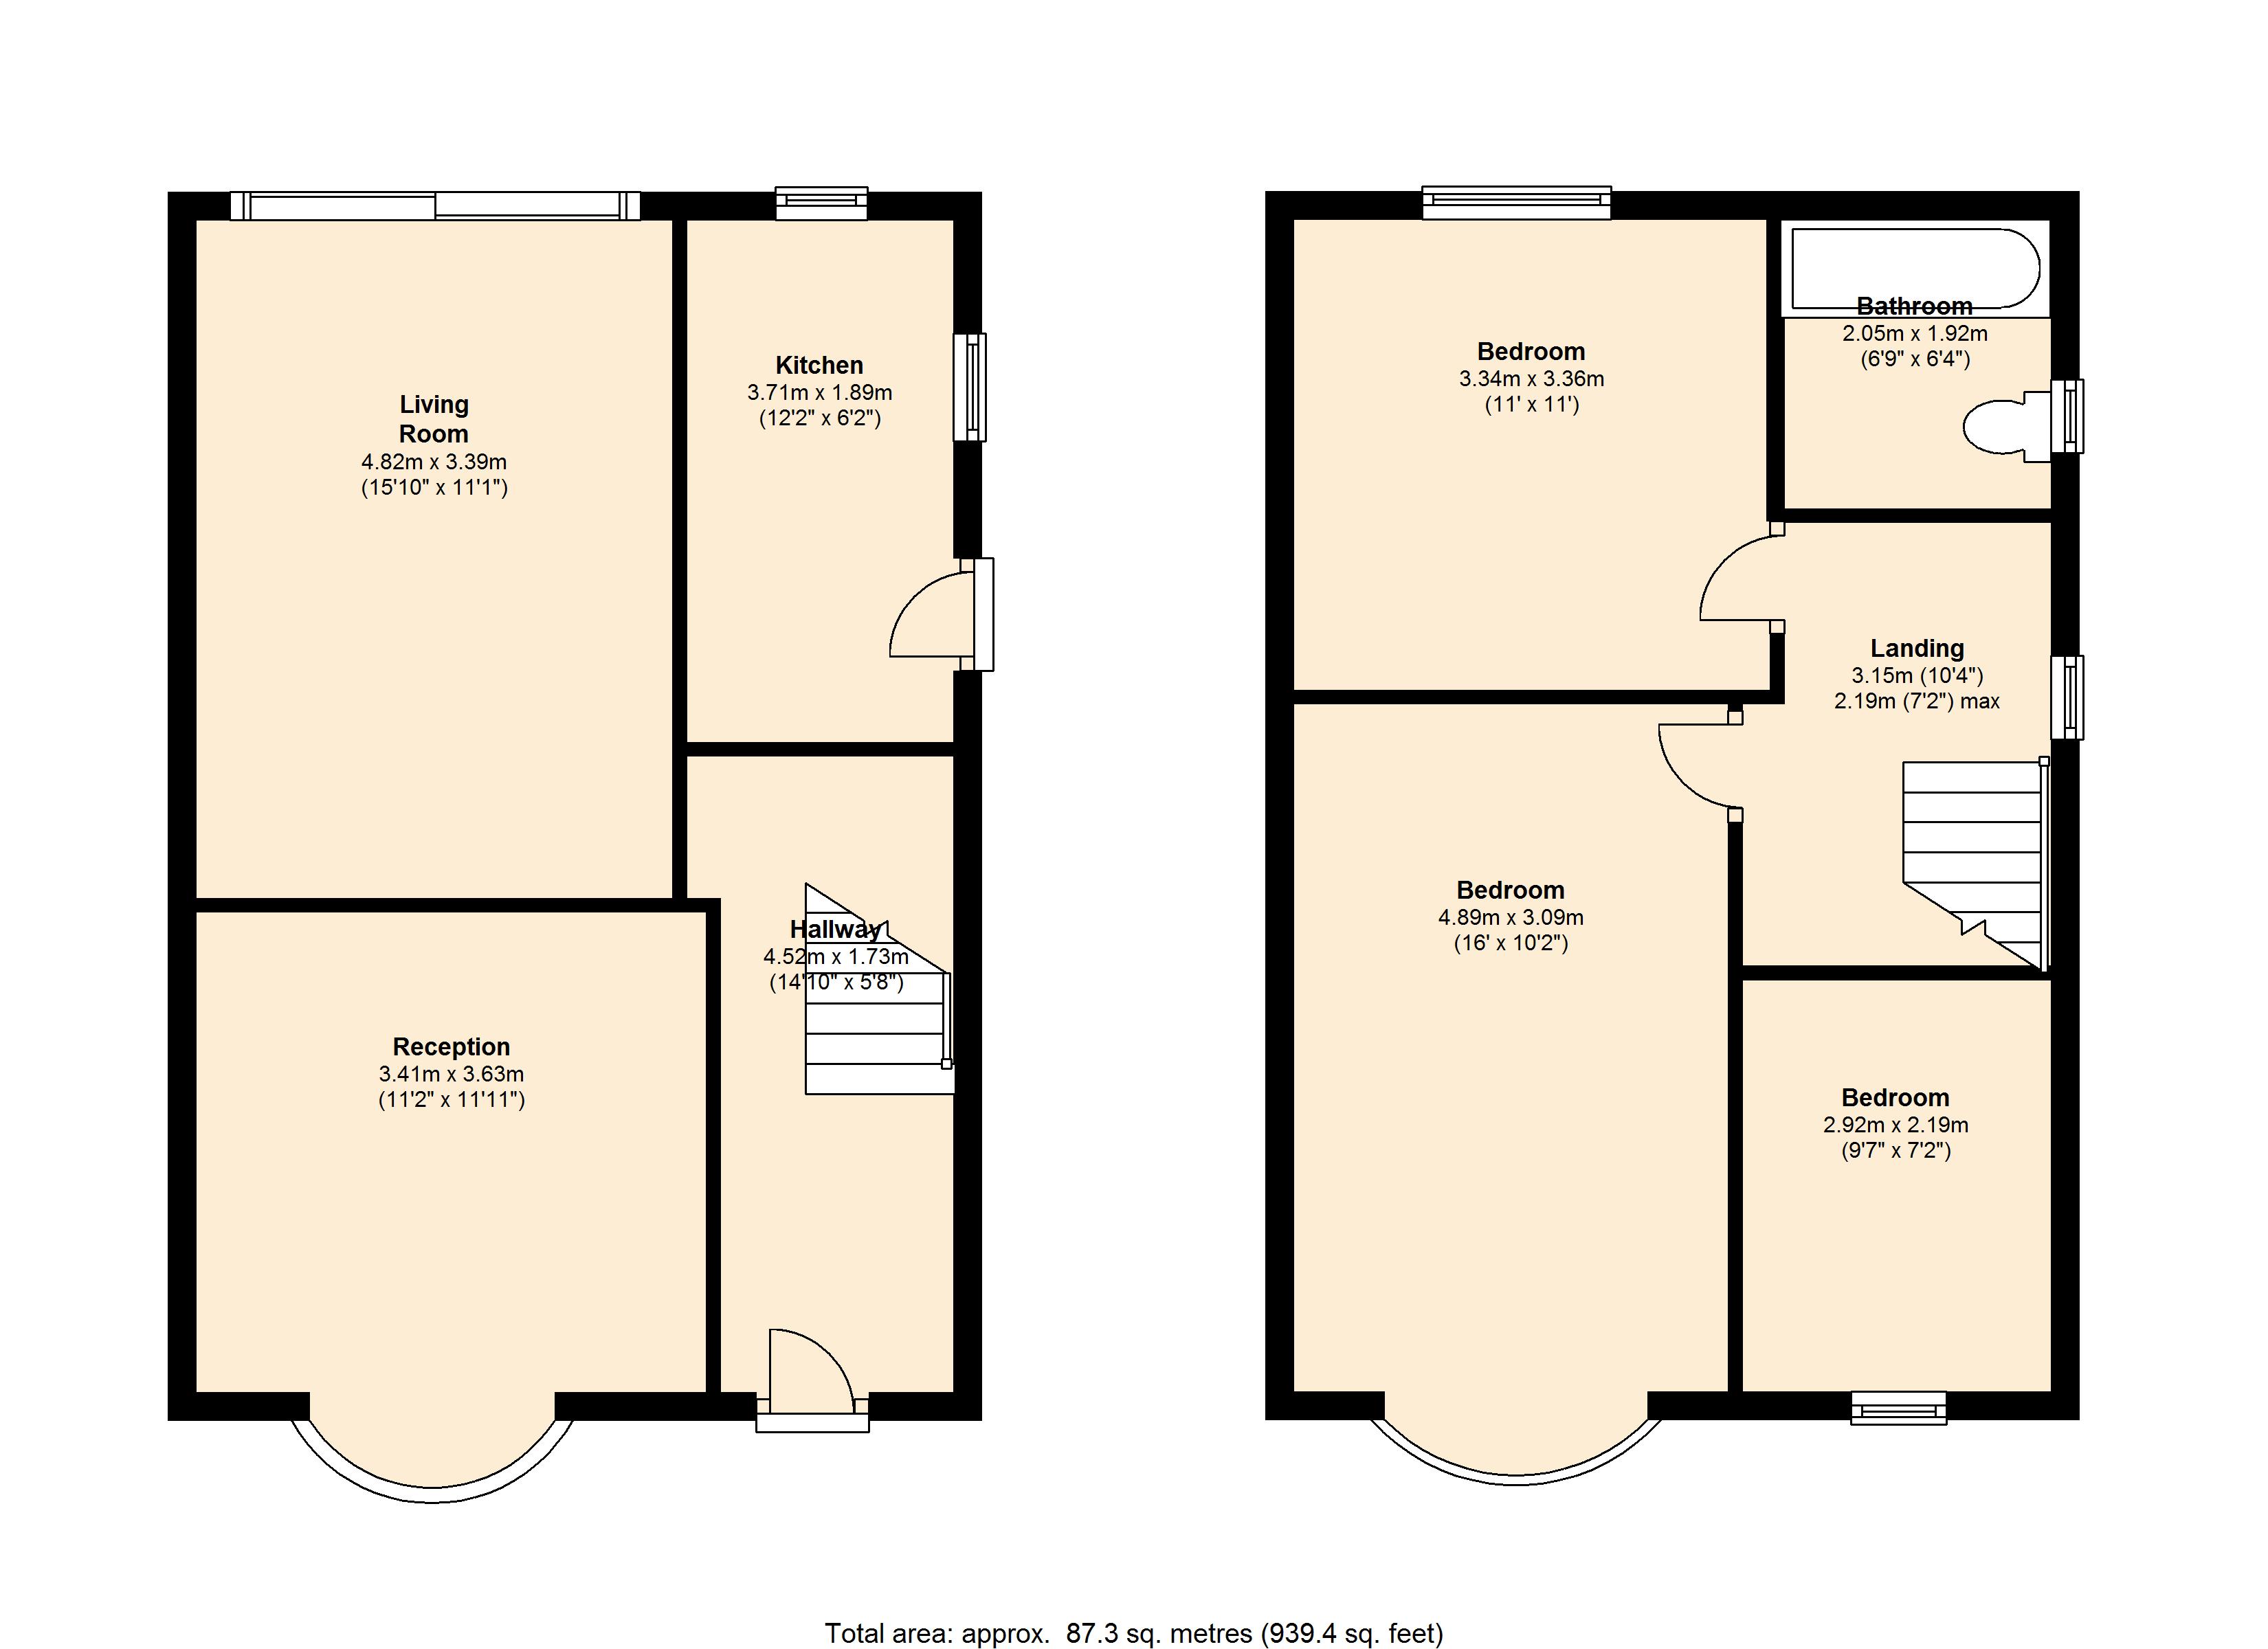 Living
Room
4.82m x 3.39m
(15'10" x 11'1")
Kitchen
3.71m x 1.89m
(12'2" x 6'2")
Hallway
4.52m x 1.73m
(14'10" x 5'8")
Reception
3.41m x 3.63m
(11'2" x 11'11")
Bedroom
3.34m x 3.36m
(11' x 11')
Bathroom
2.05m x 1.92m
(6'9" x 6'4")
Landing
3.15m (10'4")
2.19m (7'2") max
Bedroom
4.89m x 3.09m
(16' x 10'2")
Bedroom
2.92m x 2.19m
(9'7" x 7'2")
Total area: approx.  87.3 sq. metres (939.4 sq. feet)